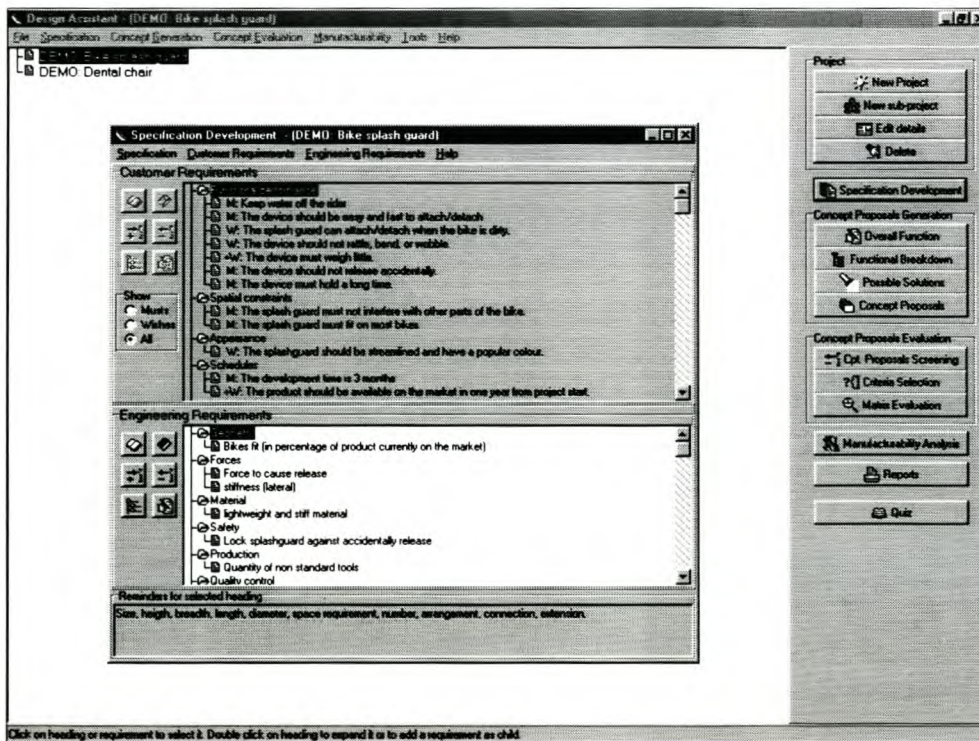 Design Assistant - (DEMO: Bike splash guard)
File Specification Concept Generation Concept Evaluation Manufacturability Tools Help
DEMO: Bike splash guard
DEMO: Dental chair
Specification Development - (DEMO: Bike splash guard)
Specification Customer Requirements Engineering Requirements Help
Customer Requirements
M: Keep water off the rider
M: The device should be easy and fast to attach/detach
W: The splash guard can attach/detach when the bike is dirty.
W: The device should not rattle, bend, or wobble.
+W: The device must weigh little.
M: The device should not release accidentally.
M: The device must hold a long time.
Spatial constraints
M: The splash guard must not interfere with other parts of the bike.
M: The splash guard must fit on most bikes.
Appearance
W: The splashguard should be streamlined and have a popular colour.
Schedules
M: The development time is 3 months
+W: The product should be available on the market in one year from project start.
Show
Musts
Wishes
All
Engineering Requirements
Bikes fit (in percentage of product currently on the market)
Forces
Force to cause release
stiffness (lateral)
Material
lightweight and stiff material
Safety
Lock splashguard against accidentally release
Production
Quantity of non standard tools
Quality control
Reminders for selected heading
Size, heigth, breadth, length, diameter, space requirement, number, arrangement, connection, extension.
Project
New Project
New sub-project
Edit details
Delete
Specification Development
Concept Proposals Generation
Overall Function
Functional Breakdown
Possible Solutions
Concept Proposals
Concept Proposals Evaluation
Cpt. Proposals Screening
Criteria Selection
Matrix Evaluation
Manufacturability Analysis
Reports
Quiz
Click on heading or requirement to select it. Double click on heading to expand it or to add a requirement as child.